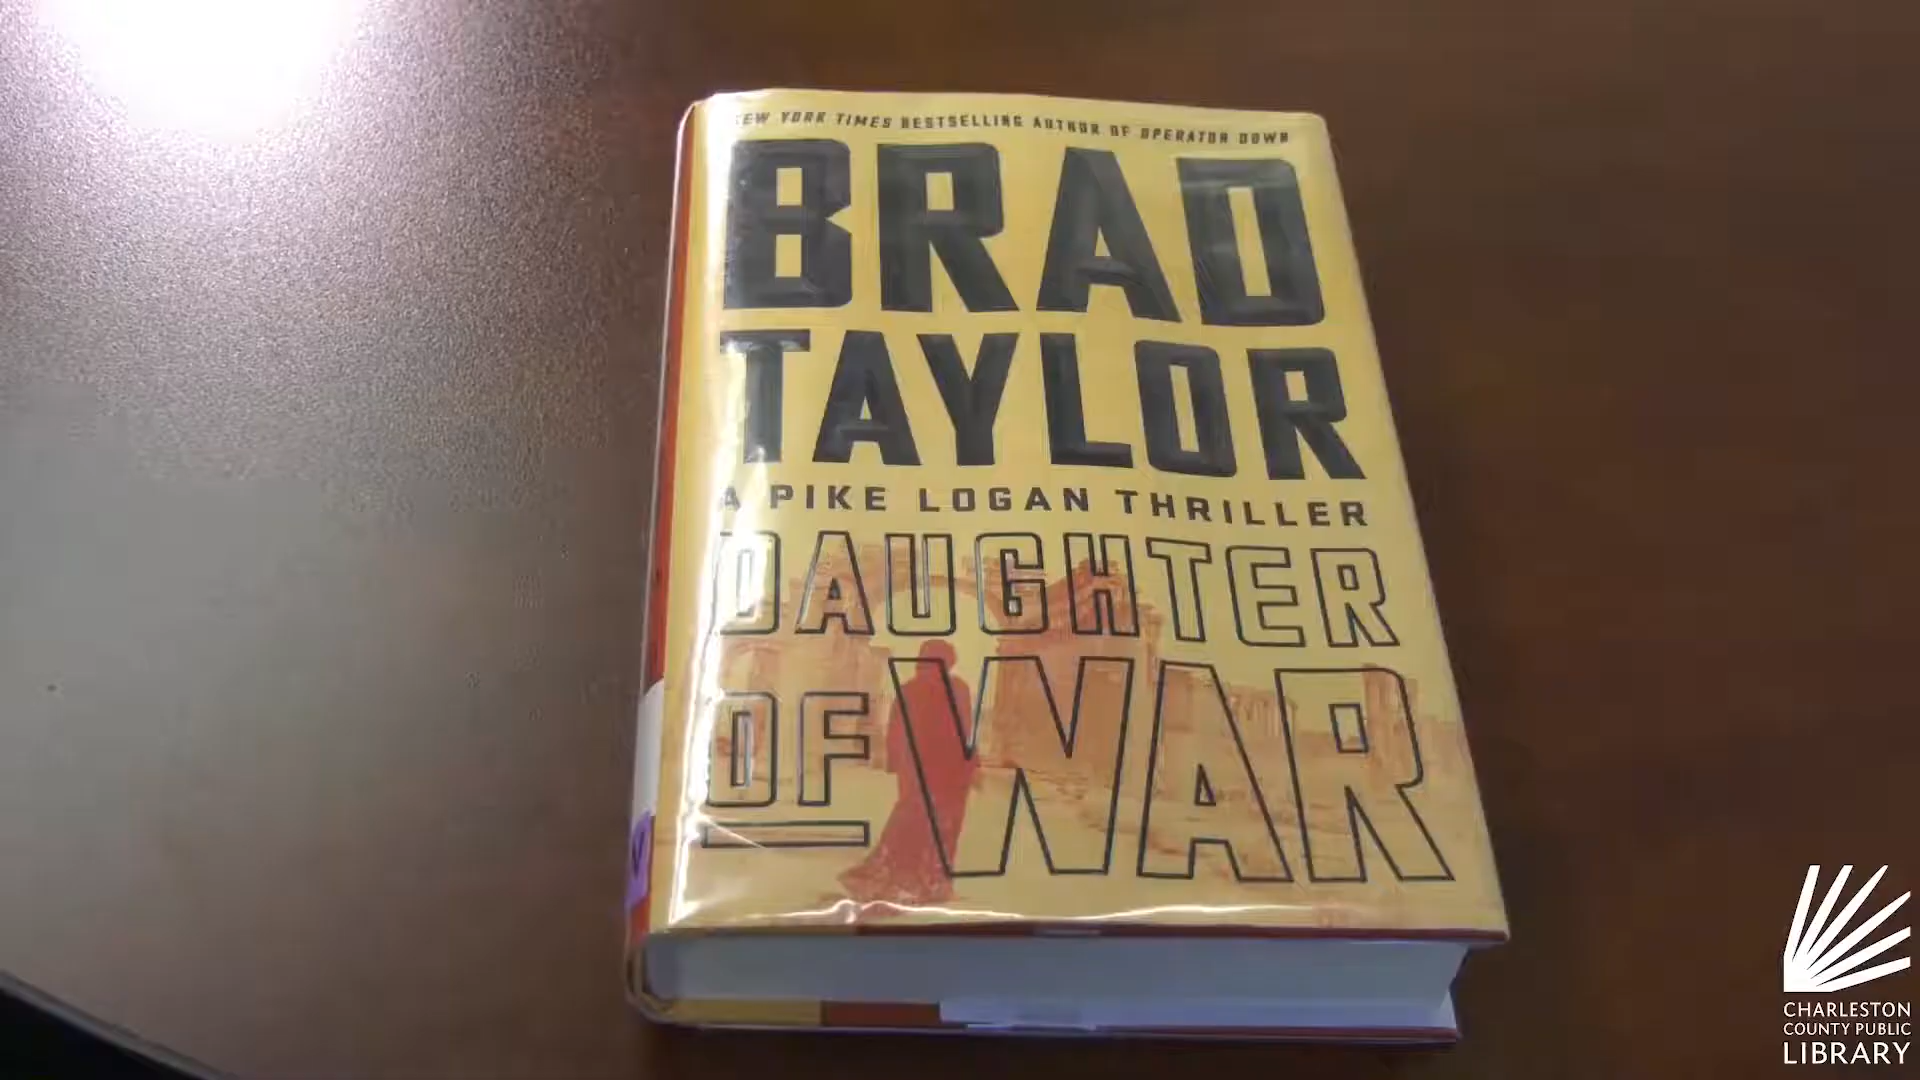 NEW YORK TIMES BESTSELLING AUTHOR OF OPERATOR DOWN
BRAD
TAYLOR
A PIKE LOGAN THRILLER
DAUGHTER
OF WAR
CHARLESTON
COUNTY PUBLIC
LIBRARY